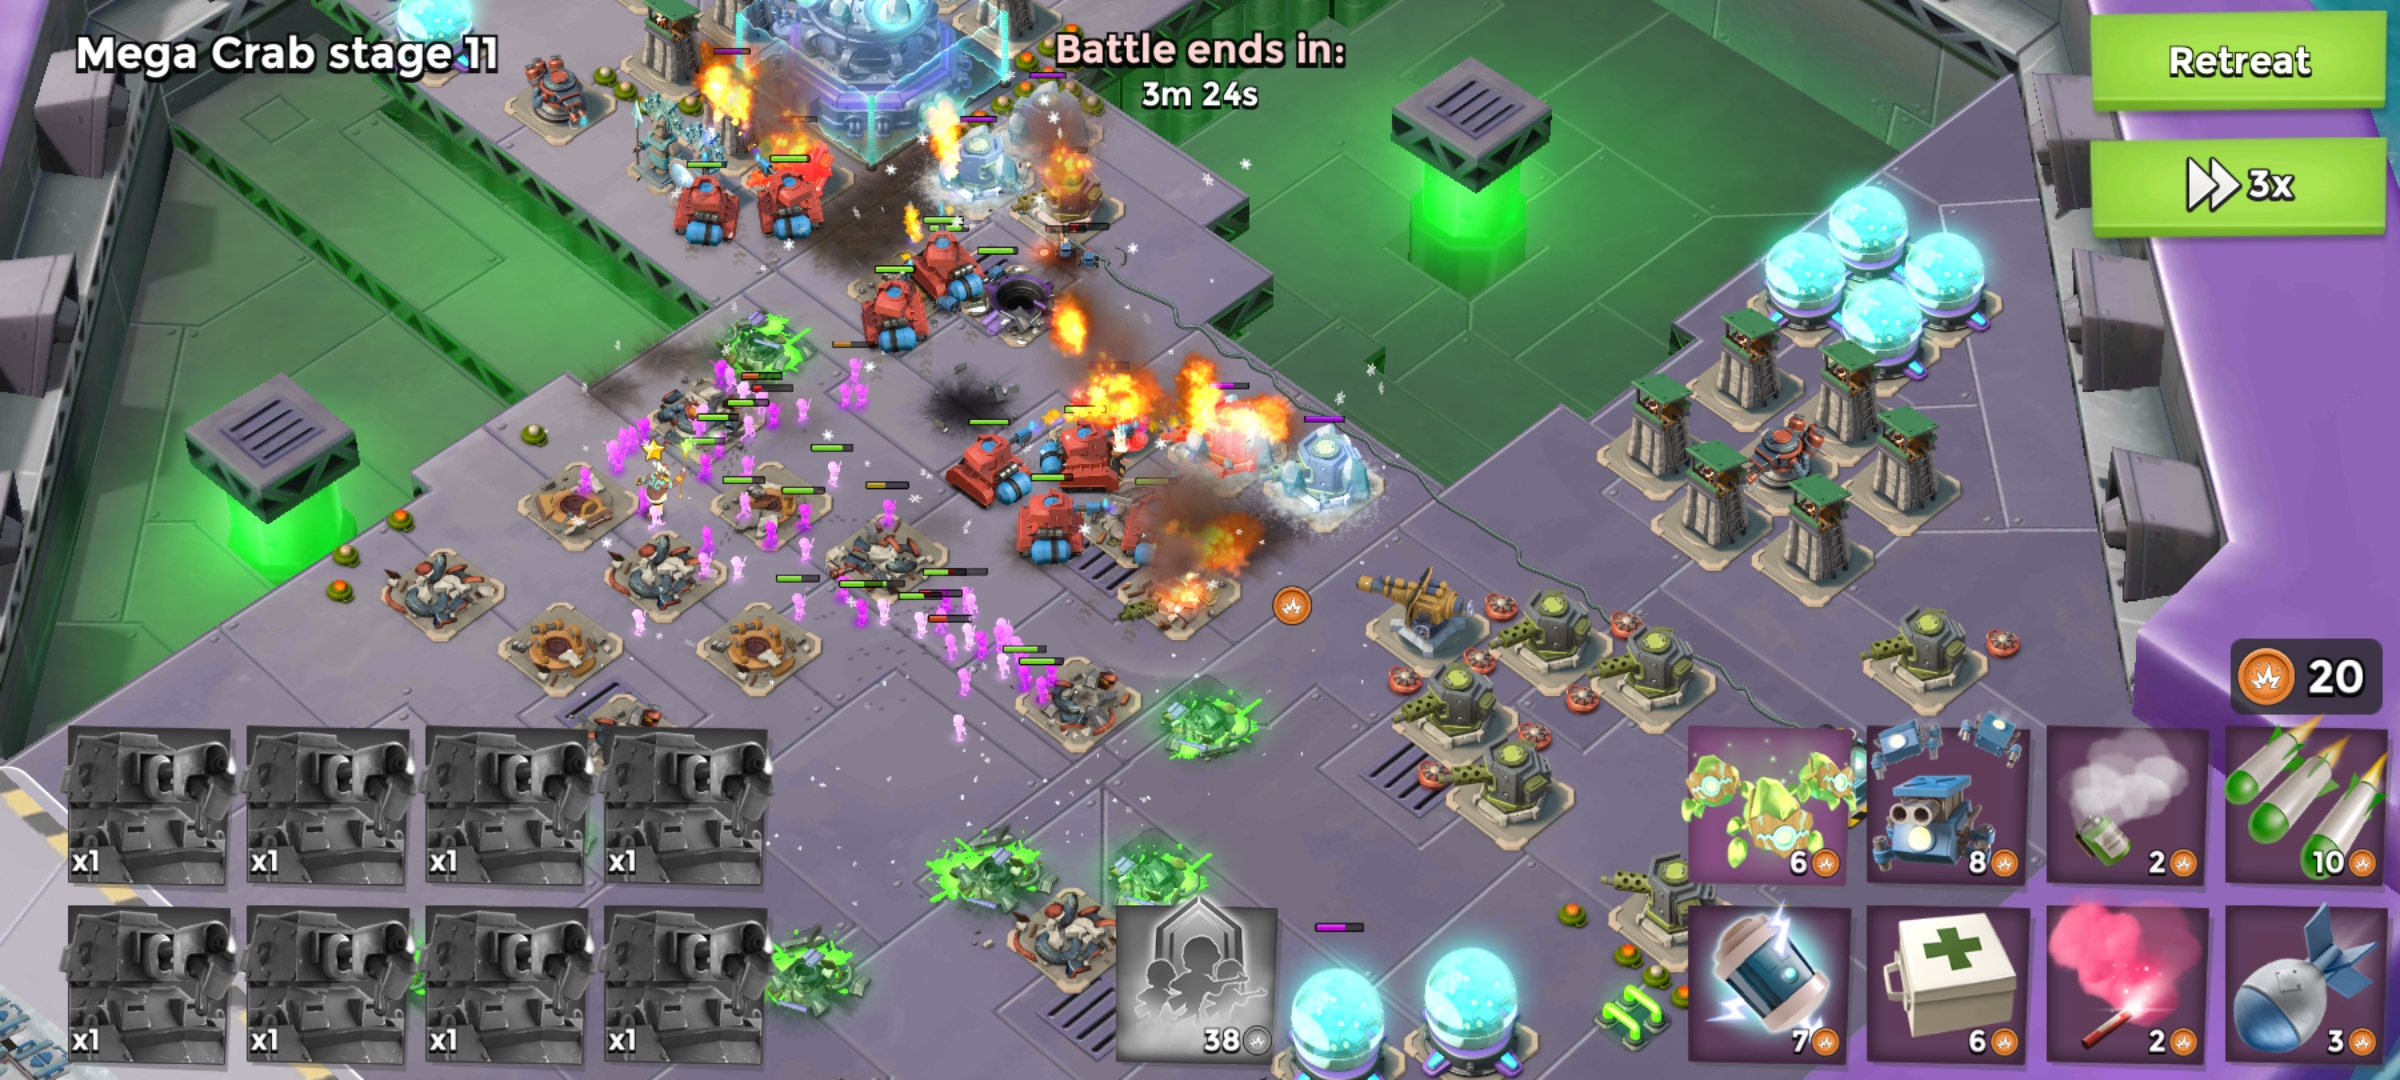 Mega Crab stage 11
Battle ends in:
3m 24s
Retreat
3x
20
x1
x1
x1
x1
6
8
2
10
x1
x1
x1
x1
38
7
6
2
3